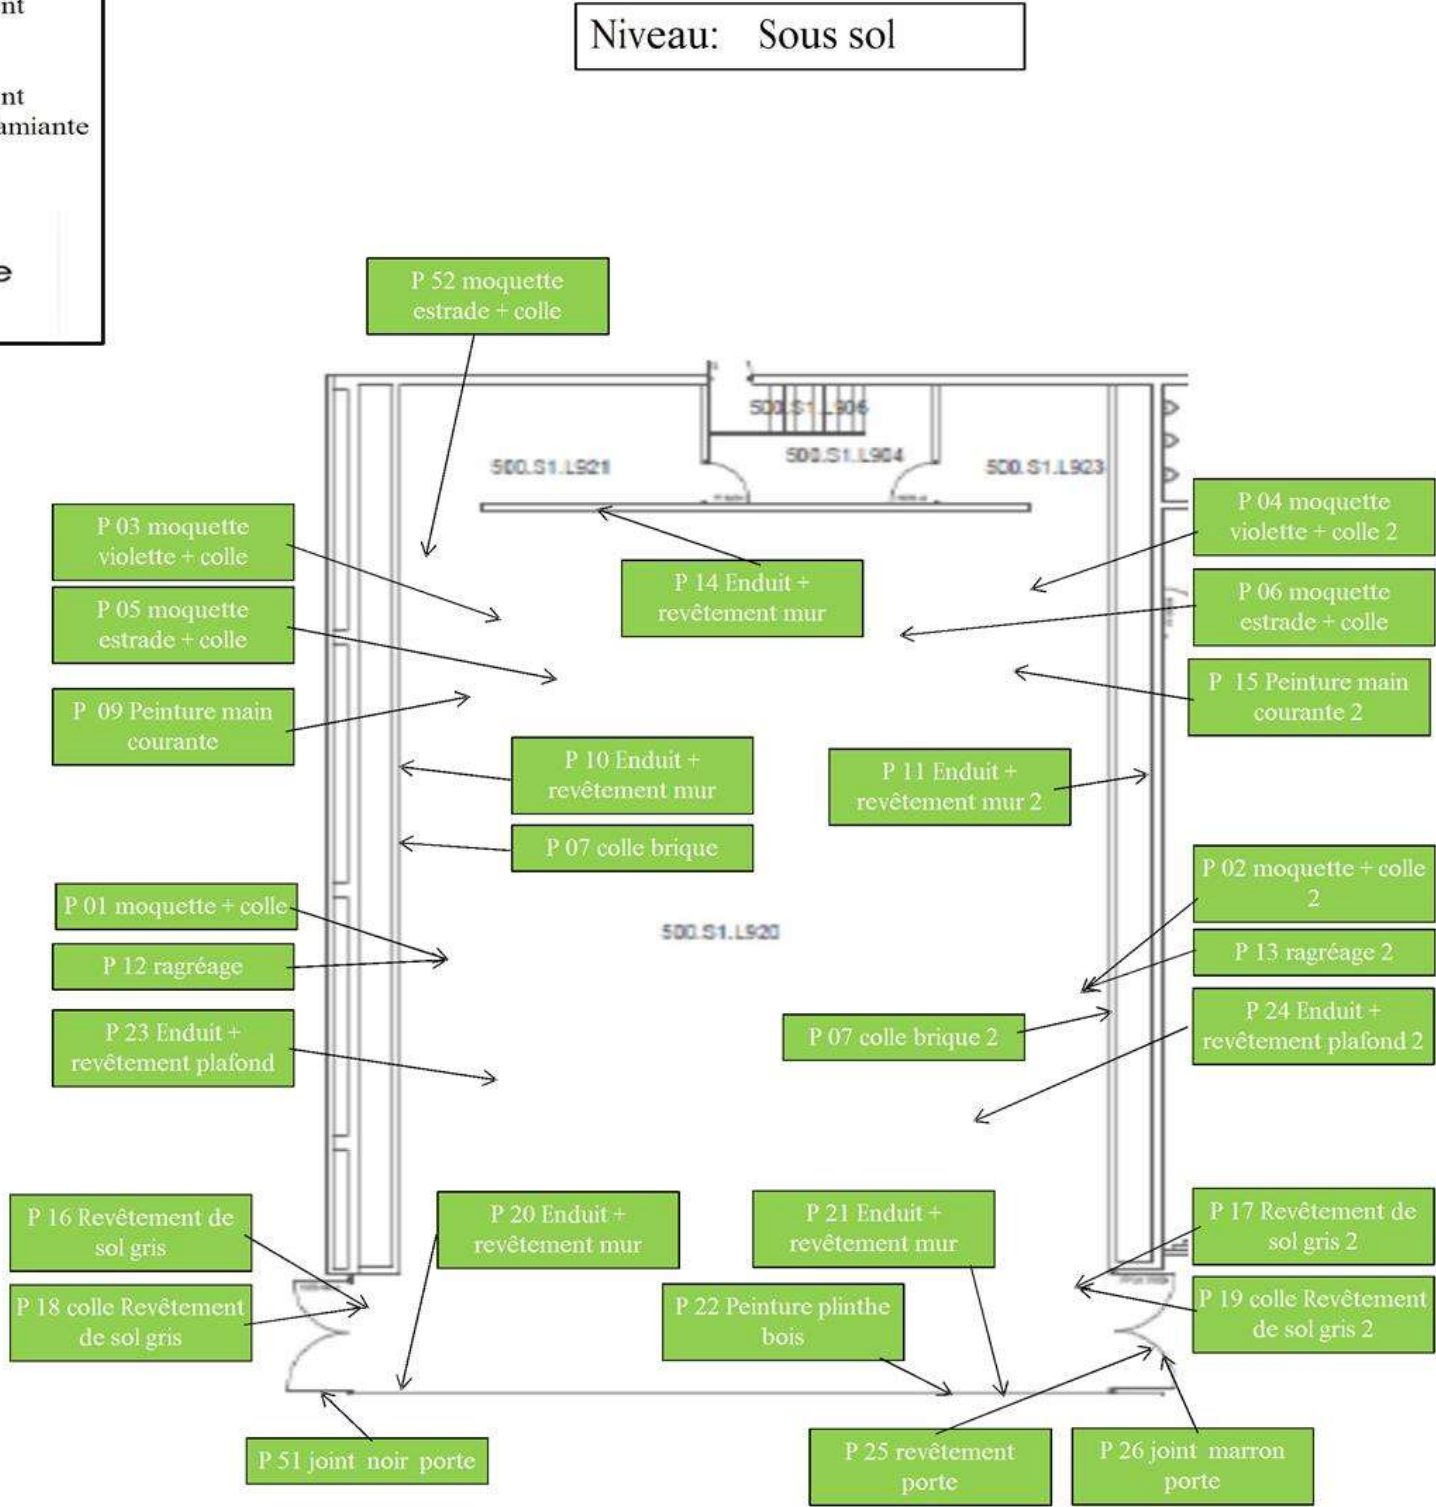 nt
Niveau: Sous sol
nt
amiante
e
P 52 moquette
estrade + colle
500.S1.L906
500.S1.L904
500.S1.L921
500.S1.L923
P 03 moquette
violette + colle
P 04 moquette
violette + colle 2
P 14 Enduit +
revêtement mur
P 05 moquette
estrade + colle
P 06 moquette
estrade + colle
P 09 Peinture main
courante
P 15 Peinture main
courante 2
P 10 Enduit +
revêtement mur
P 11 Enduit +
revêtement mur 2
P 07 colle brique
P 01 moquette + colle
P 02 moquette + colle
2
500.S1.L920
P 12 ragréage
P 13 ragréage 2
P 23 Enduit +
revêtement plafond
P 07 colle brique 2
P 24 Enduit +
revêtement plafond 2
P 16 Revêtement de
sol gris
P 20 Enduit +
revêtement mur
P 21 Enduit +
revêtement mur
P 17 Revêtement de
sol gris 2
P 18 colle Revêtement
de sol gris
P 22 Peinture plinthe
bois
P 19 colle Revêtement
de sol gris 2
P 51 joint noir porte
P 25 revêtement
porte
P 26 joint marron
porte